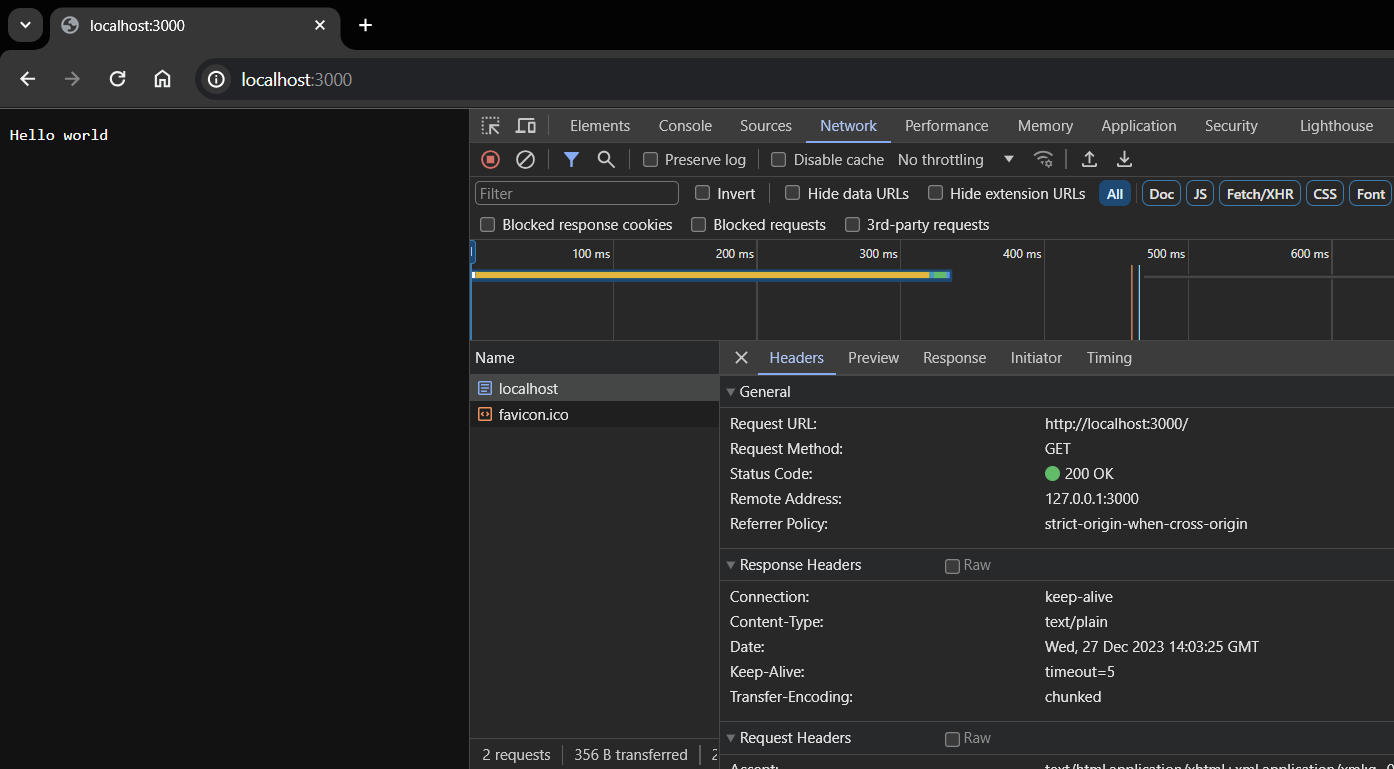 localhost:3000
localhost:3000
Hello world
Elements Console Sources Network Performance Memory Application Security Lighthouse
Preserve log Disable cache No throttling
Filter Invert Hide data URLs Hide extension URLs All Doc JS Fetch/XHR CSS Font
Blocked response cookies Blocked requests 3rd-party requests
100 ms 200 ms 300 ms 400 ms 500 ms 600 ms
Name Headers Preview Response Initiator Timing
localhost
favicon.ico
General
Request URL: http://localhost:3000/
Request Method: GET
Status Code: 200 OK
Remote Address: 127.0.0.1:3000
Referrer Policy: strict-origin-when-cross-origin
Response Headers Raw
Connection: keep-alive
Content-Type: text/plain
Date: Wed, 27 Dec 2023 14:03:25 GMT
Keep-Alive: timeout=5
Transfer-Encoding: chunked
Request Headers Raw
2 requests 356 B transferred 2
Accept: